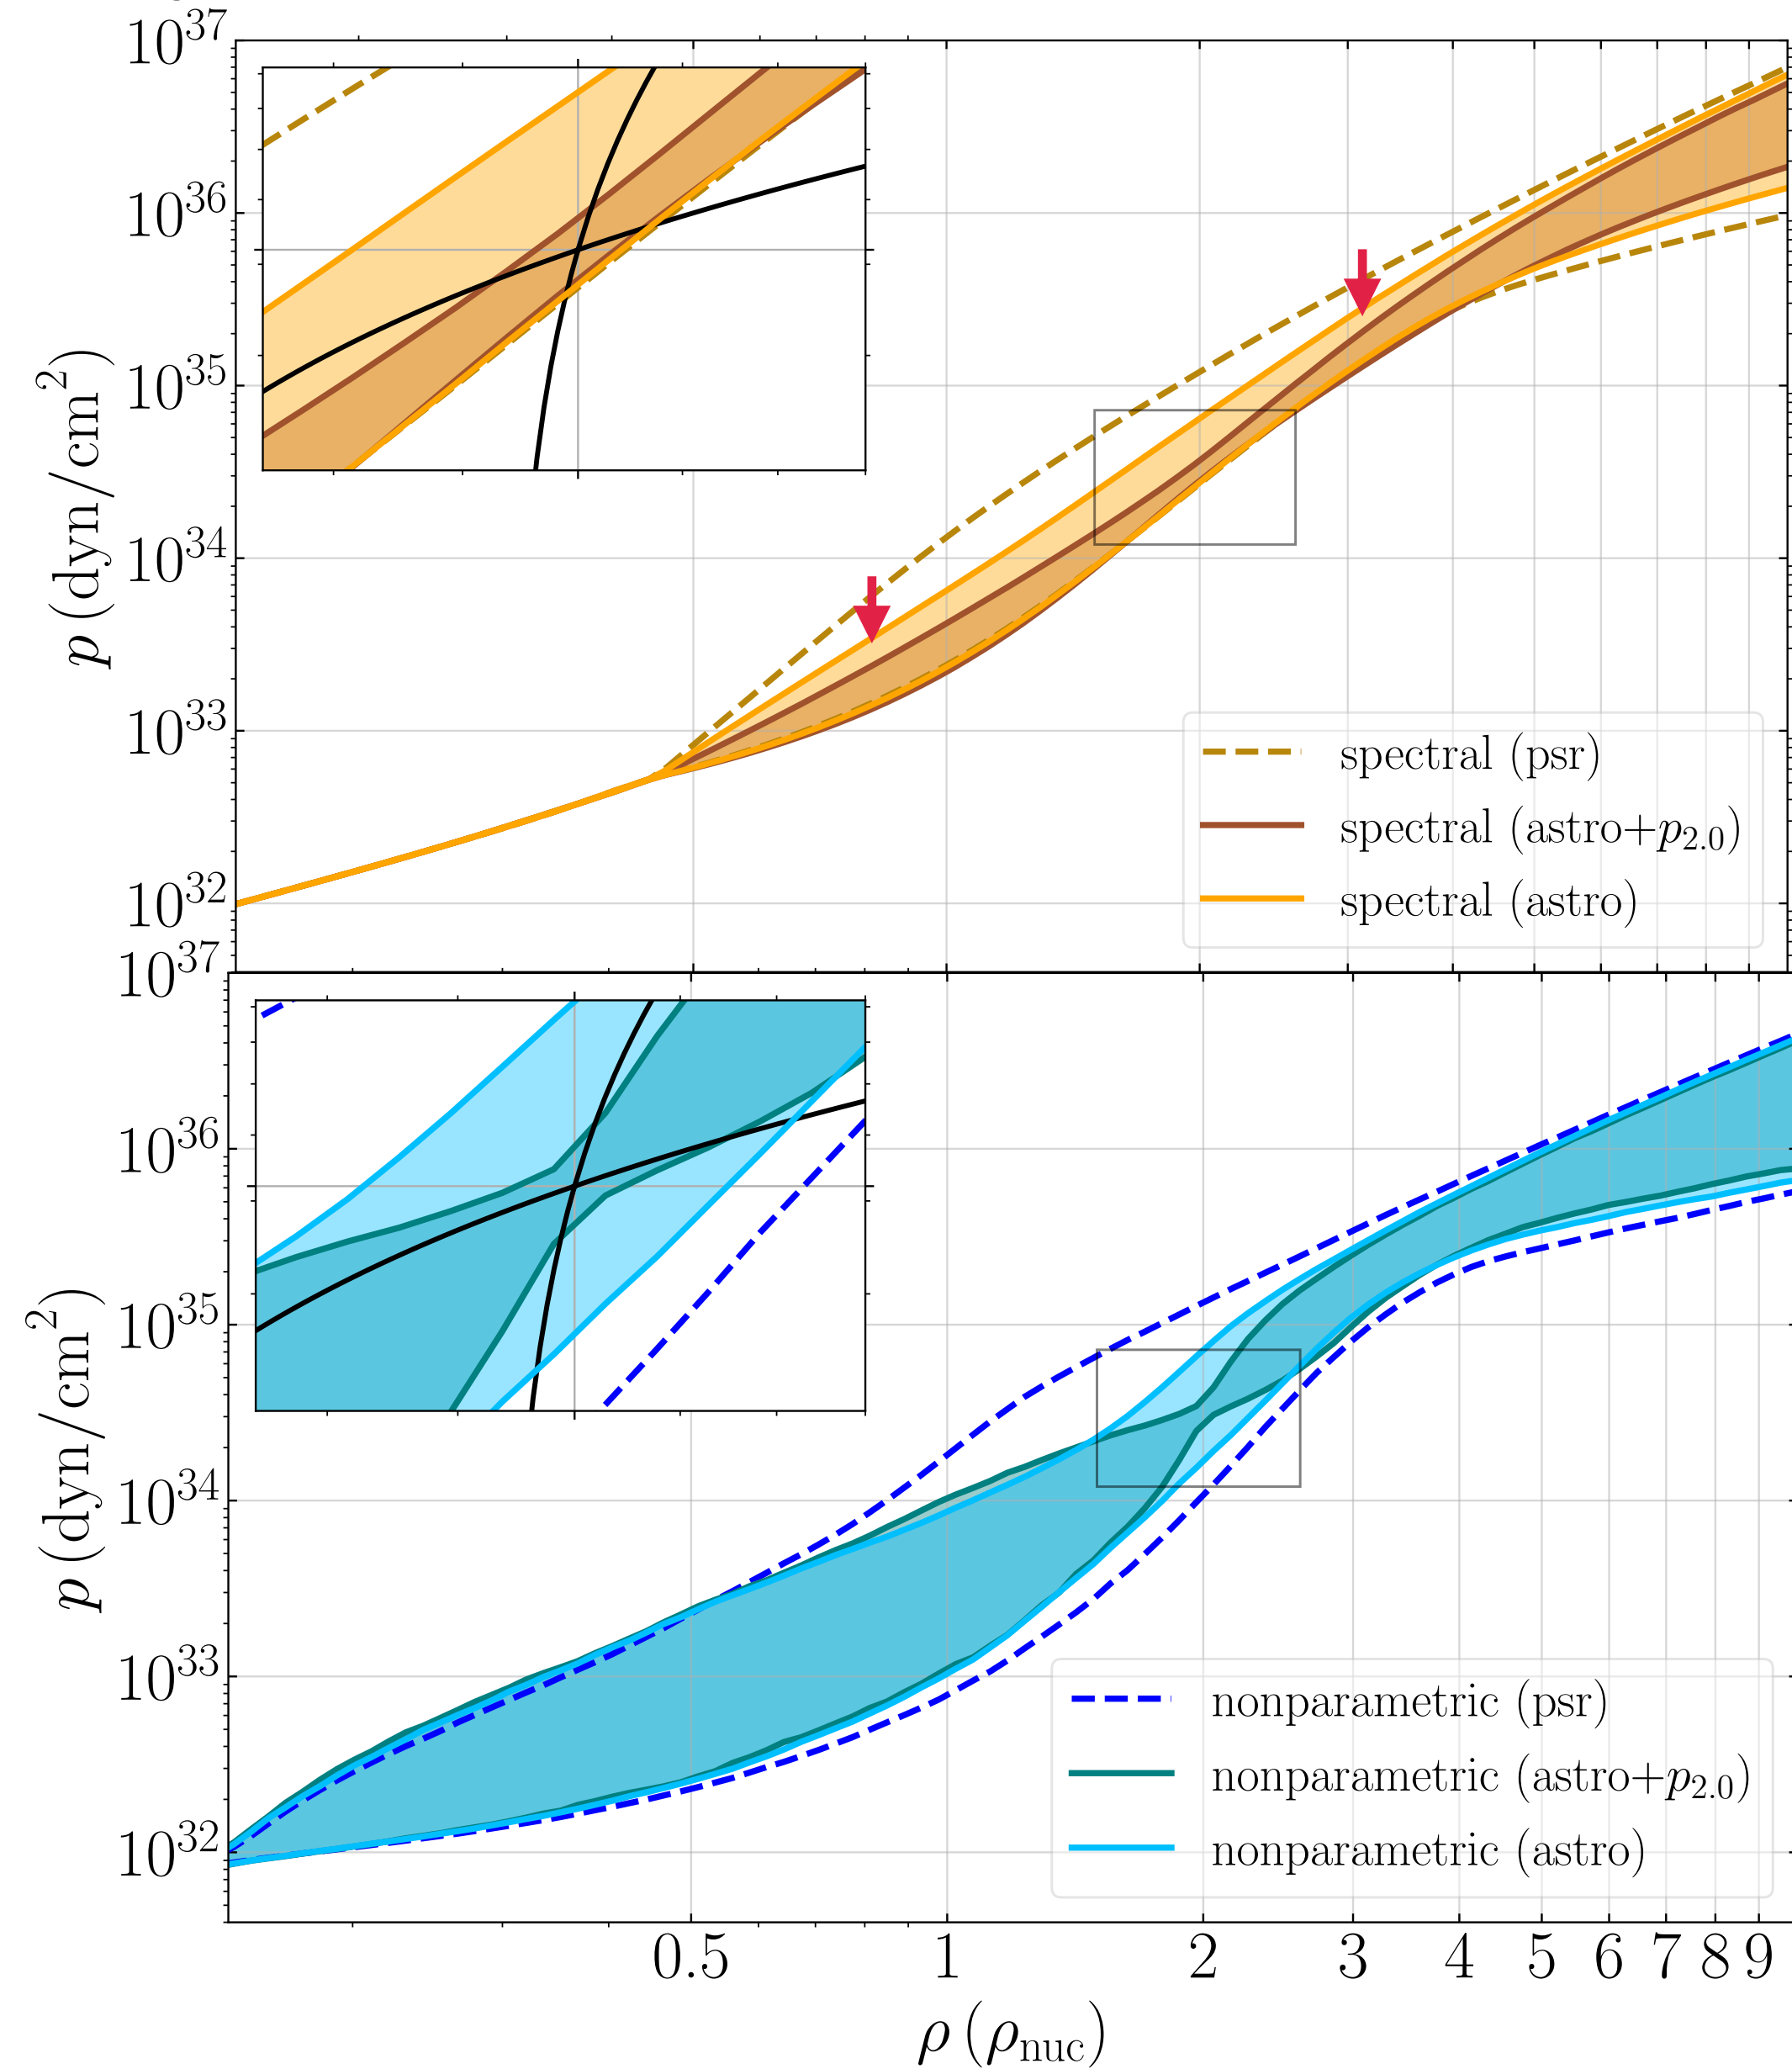 10^37
10^36
10^35
10^34
10^33
10^32
p (dyn/cm^2)
spectral (psr)
spectral (astro+p_2.0)
spectral (astro)
10^37
10^36
10^35
10^34
10^33
10^32
p (dyn/cm^2)
nonparametric (psr)
nonparametric (astro+p_2.0)
nonparametric (astro)
0.5 1 2 3 4 5 6 7 8 9
ρ (ρ_nuc)